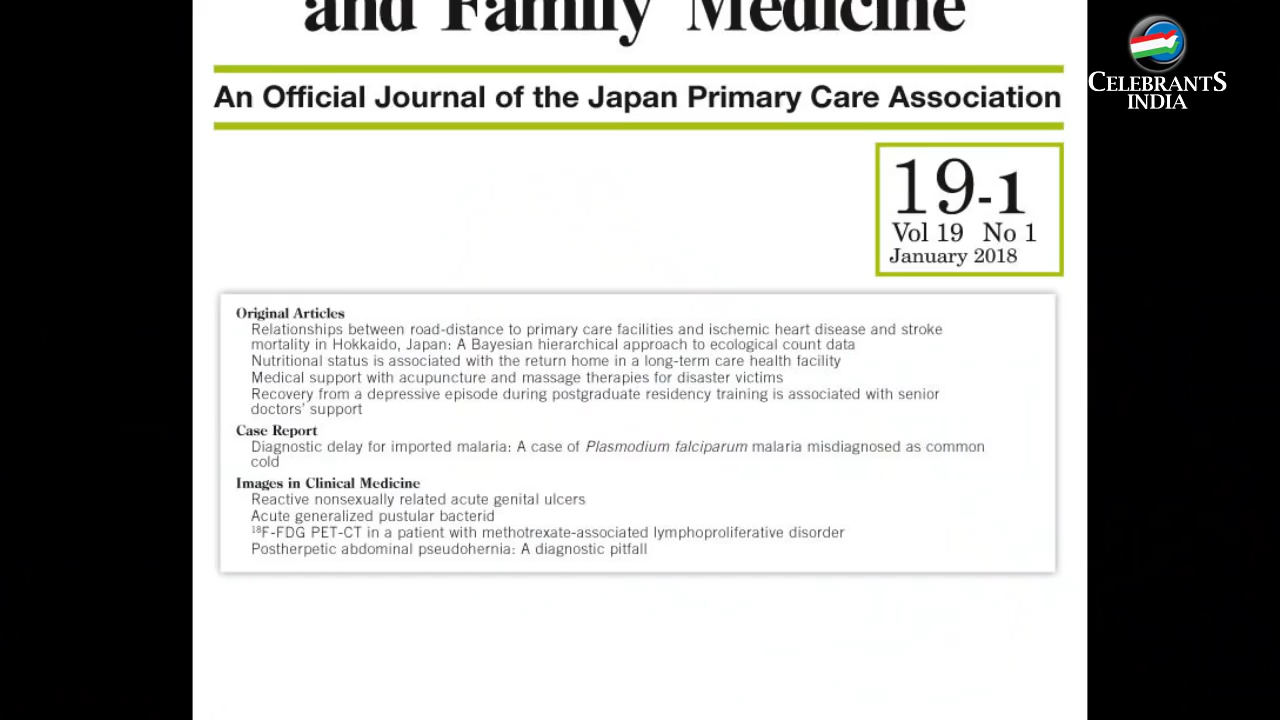 and Family Medicine
An Official Journal of the Japan Primary Care Association
CELEBRANTS
INDIA
19-1
Vol 19 No 1
January 2018
Original Articles
Relationships between road-distance to primary care facilities and ischemic heart disease and stroke
mortality in Hokkaido, Japan: A Bayesian hierarchical approach to ecological count data
Nutritional status is associated with the return home in a long-term care health facility
Medical support with acupuncture and massage therapies for disaster victims
Recovery from a depressive episode during postgraduate residency training is associated with senior
doctors' support
Case Report
Diagnostic delay for imported malaria: A case of Plasmodium falciparum malaria misdiagnosed as common
cold
Images in Clinical Medicine
Reactive nonsexually related acute genital ulcers
Acute generalized pustular bacterid
¹⁸F-FDG PET-CT in a patient with methotrexate-associated lymphoproliferative disorder
Postherpetic abdominal pseudohernia: A diagnostic pitfall